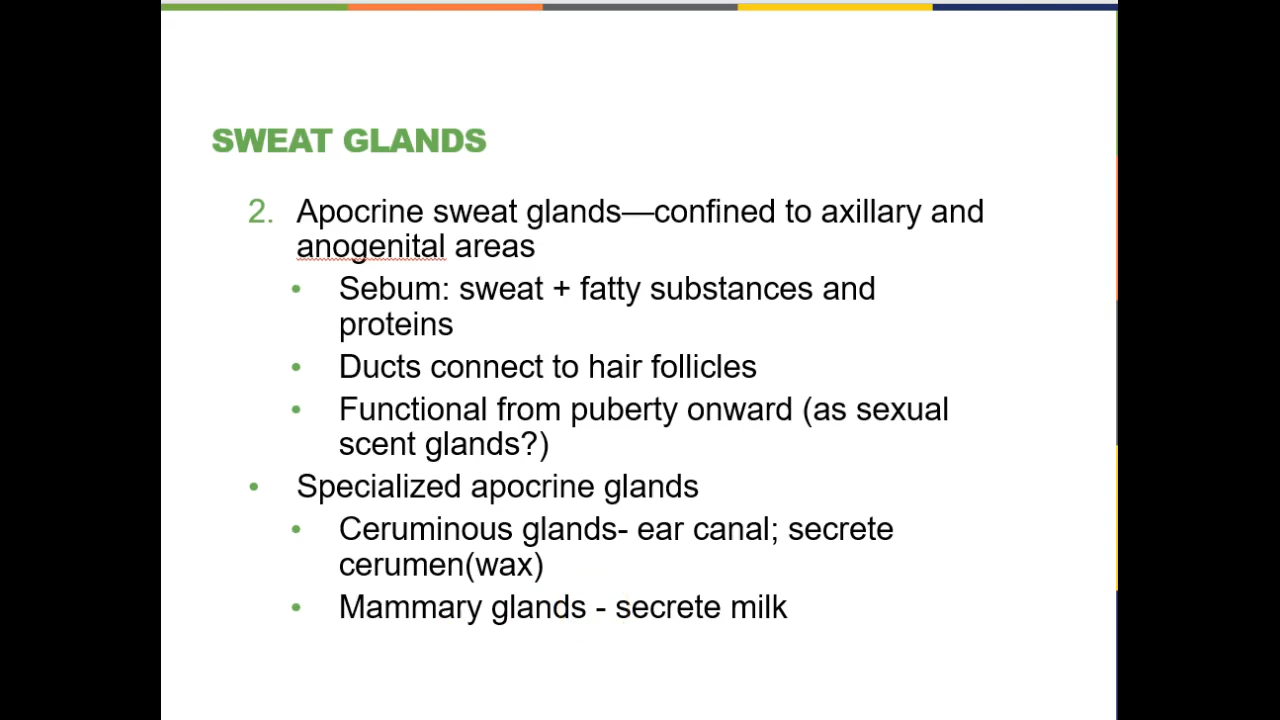 SWEAT GLANDS
2. Apocrine sweat glands—confined to axillary and
anogenital areas
• Sebum: sweat + fatty substances and
proteins
• Ducts connect to hair follicles
• Functional from puberty onward (as sexual
scent glands?)
• Specialized apocrine glands
• Ceruminous glands- ear canal; secrete
cerumen(wax)
• Mammary glands - secrete milk